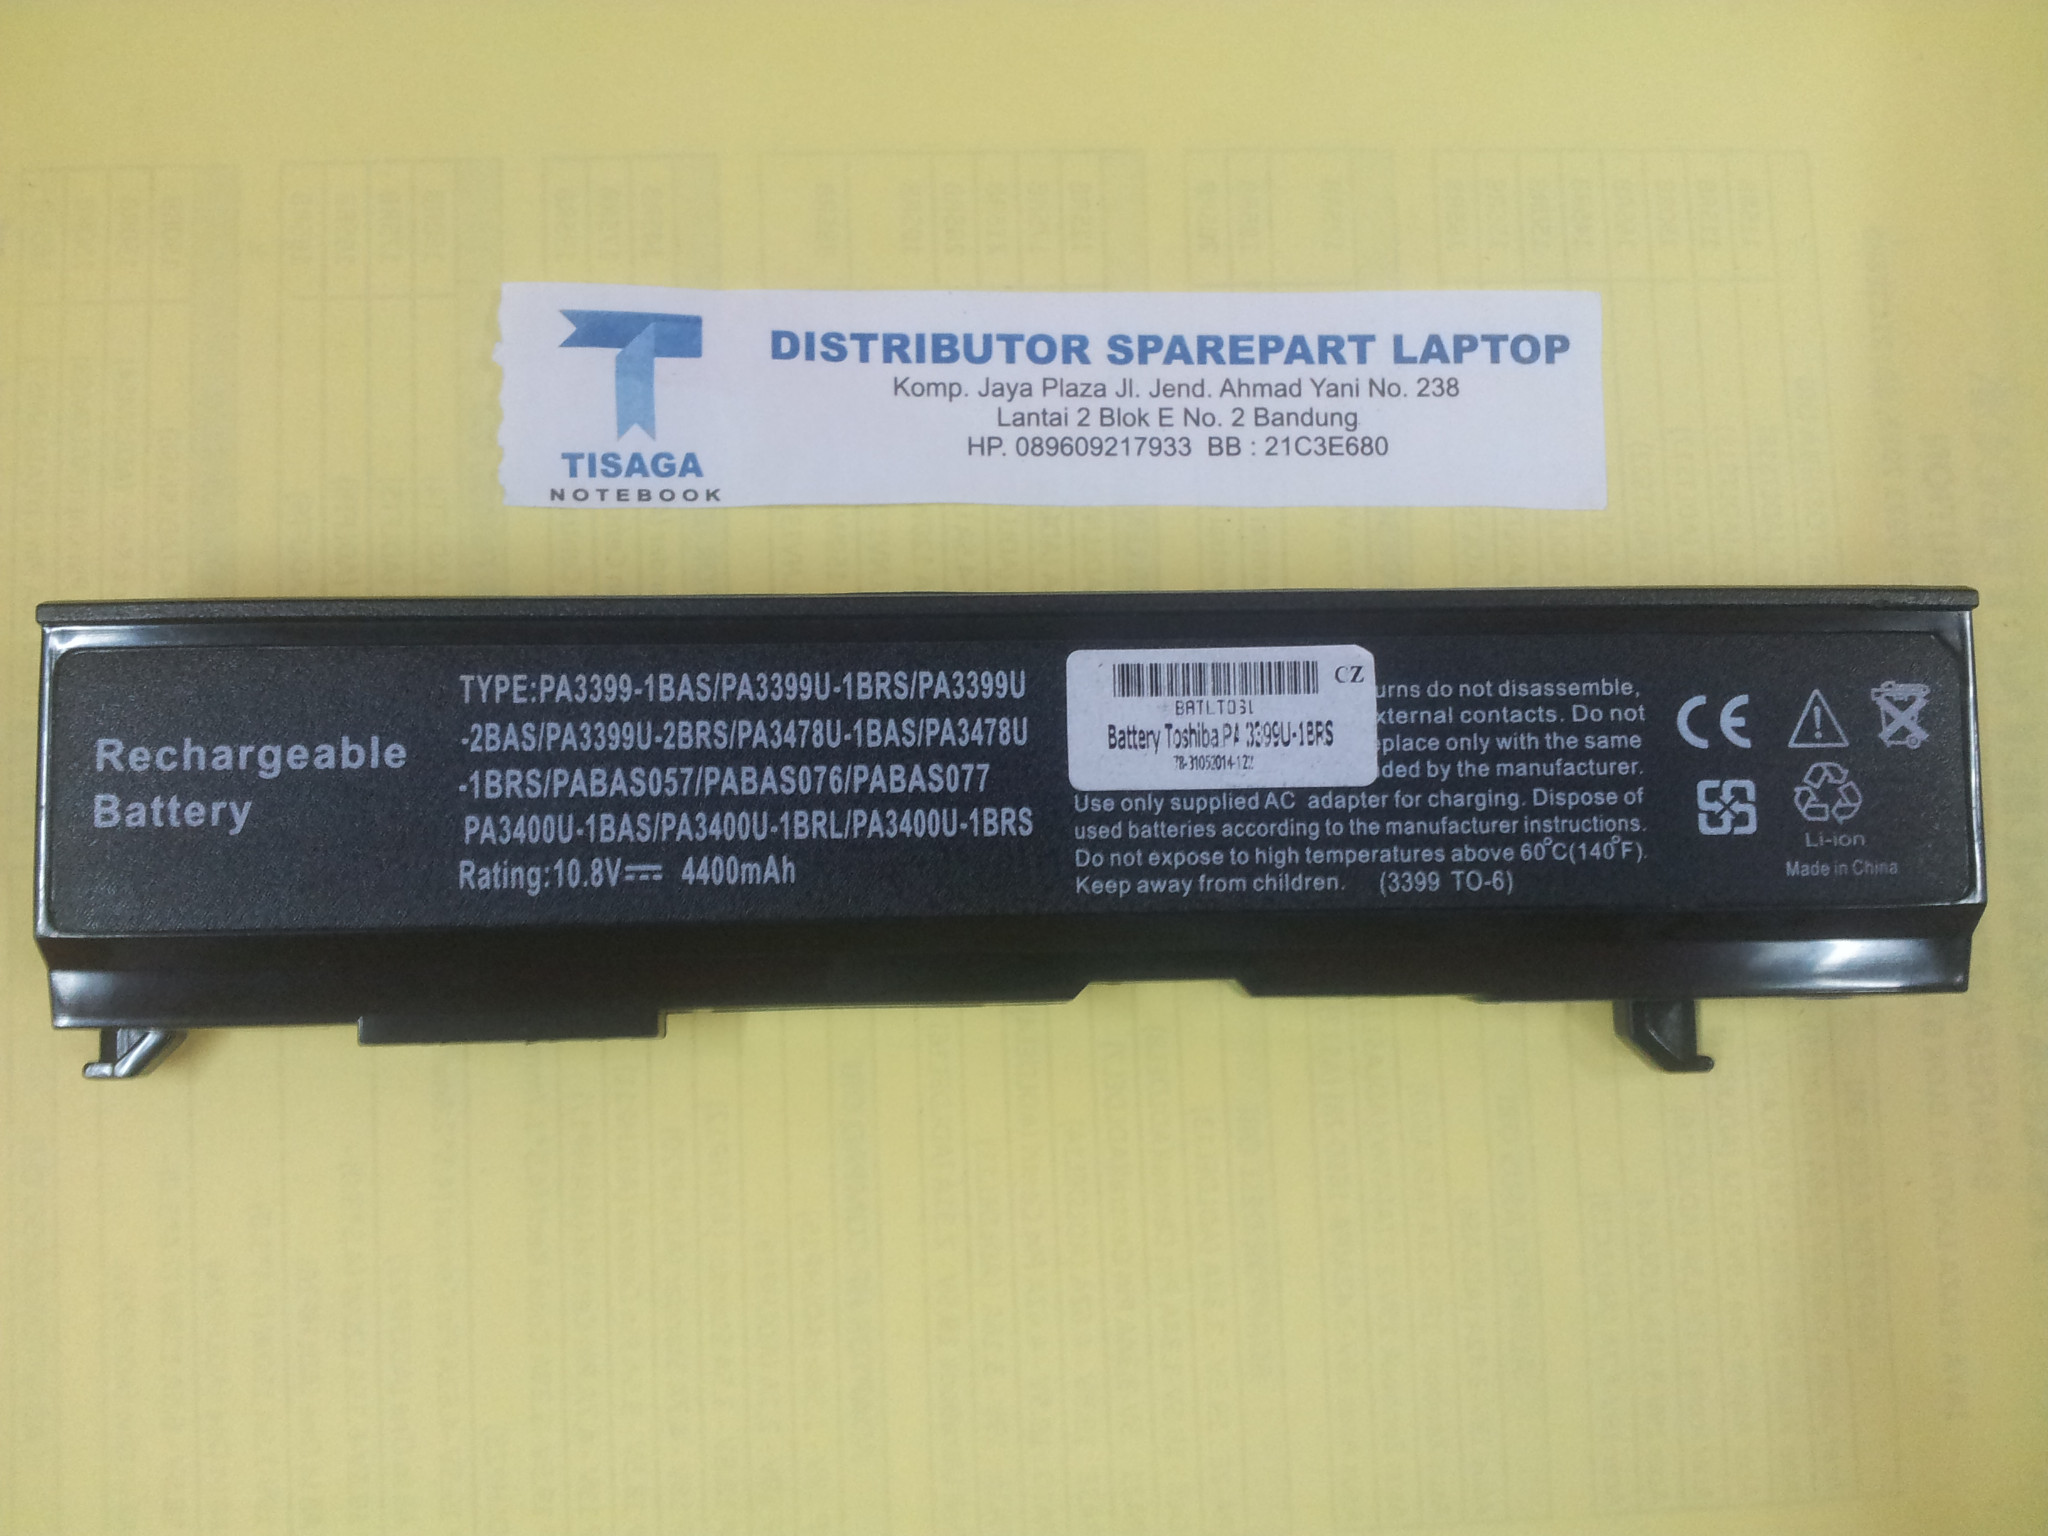 TISAGA
NOTEBOOK
DISTRIBUTOR SPAREPART LAPTOP
Komp. Jaya Plaza Jl. Jend. Ahmad Yani No. 238
Lantai 2 Blok E No. 2 Bandung
HP. 089609217933 BB : 21C3E680
Rechargeable
Battery
TYPE:PA3399-1BAS/PA3399U-1BRS/PA3399U
-2BAS/PA3399U-2BRS/PA3478U-1BAS/PA3478U
-1BRS/PABAS057/PABAS076/PABAS077
PA3400U-1BAS/PA3400U-1BRL/PA3400U-1BRS
Rating:10.8V 4400mAh
CZ
Battery Toshiba PA 3399U-1BRS
do not disassemble,
contacts. Do not
only with the same
by the manufacturer.
Use only supplied AC adapter for charging. Dispose of
used batteries according to the manufacturer instructions.
Do not expose to high temperatures above 60°C(140°F).
Keep away from children. (3399 TO-6)
CE
Li-ion
Made in China